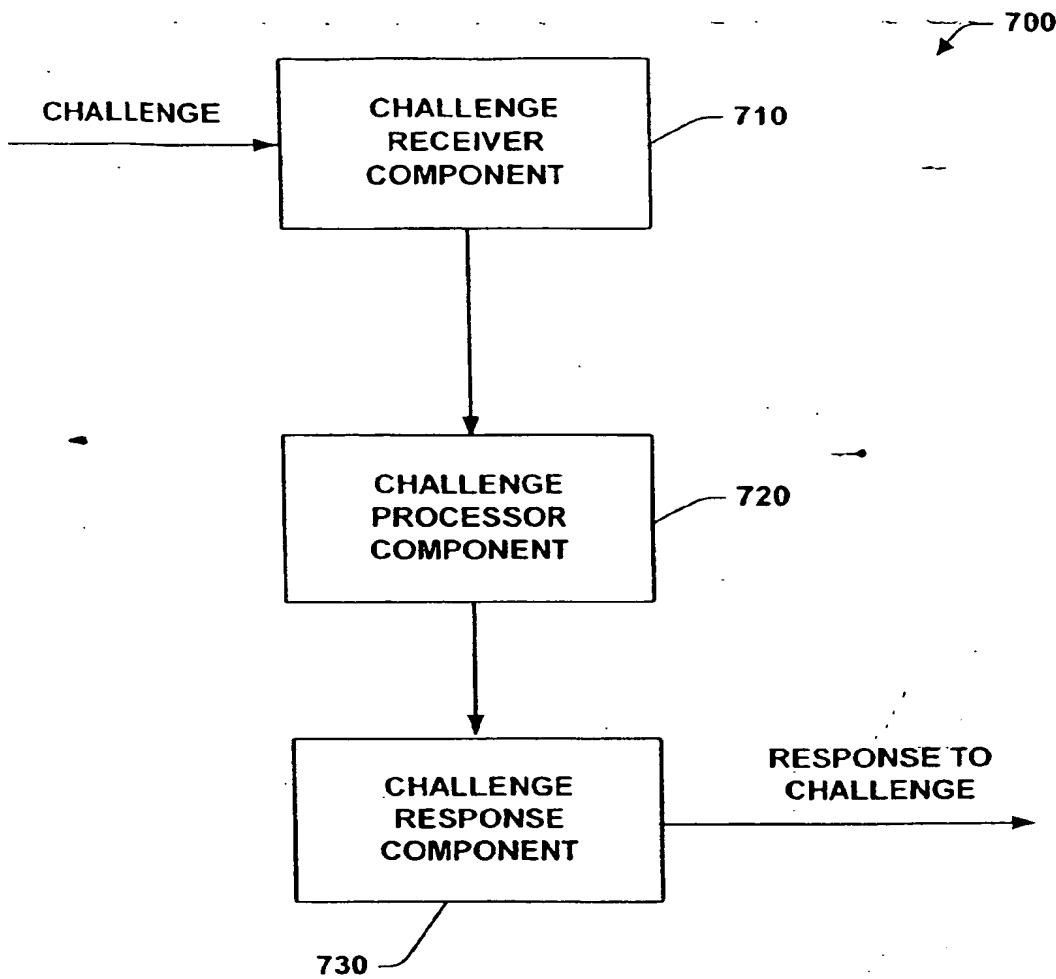 700
CHALLENGE
CHALLENGE
RECEIVER
COMPONENT
710
CHALLENGE
PROCESSOR
COMPONENT
720
CHALLENGE
RESPONSE
COMPONENT
RESPONSE TO
CHALLENGE
730